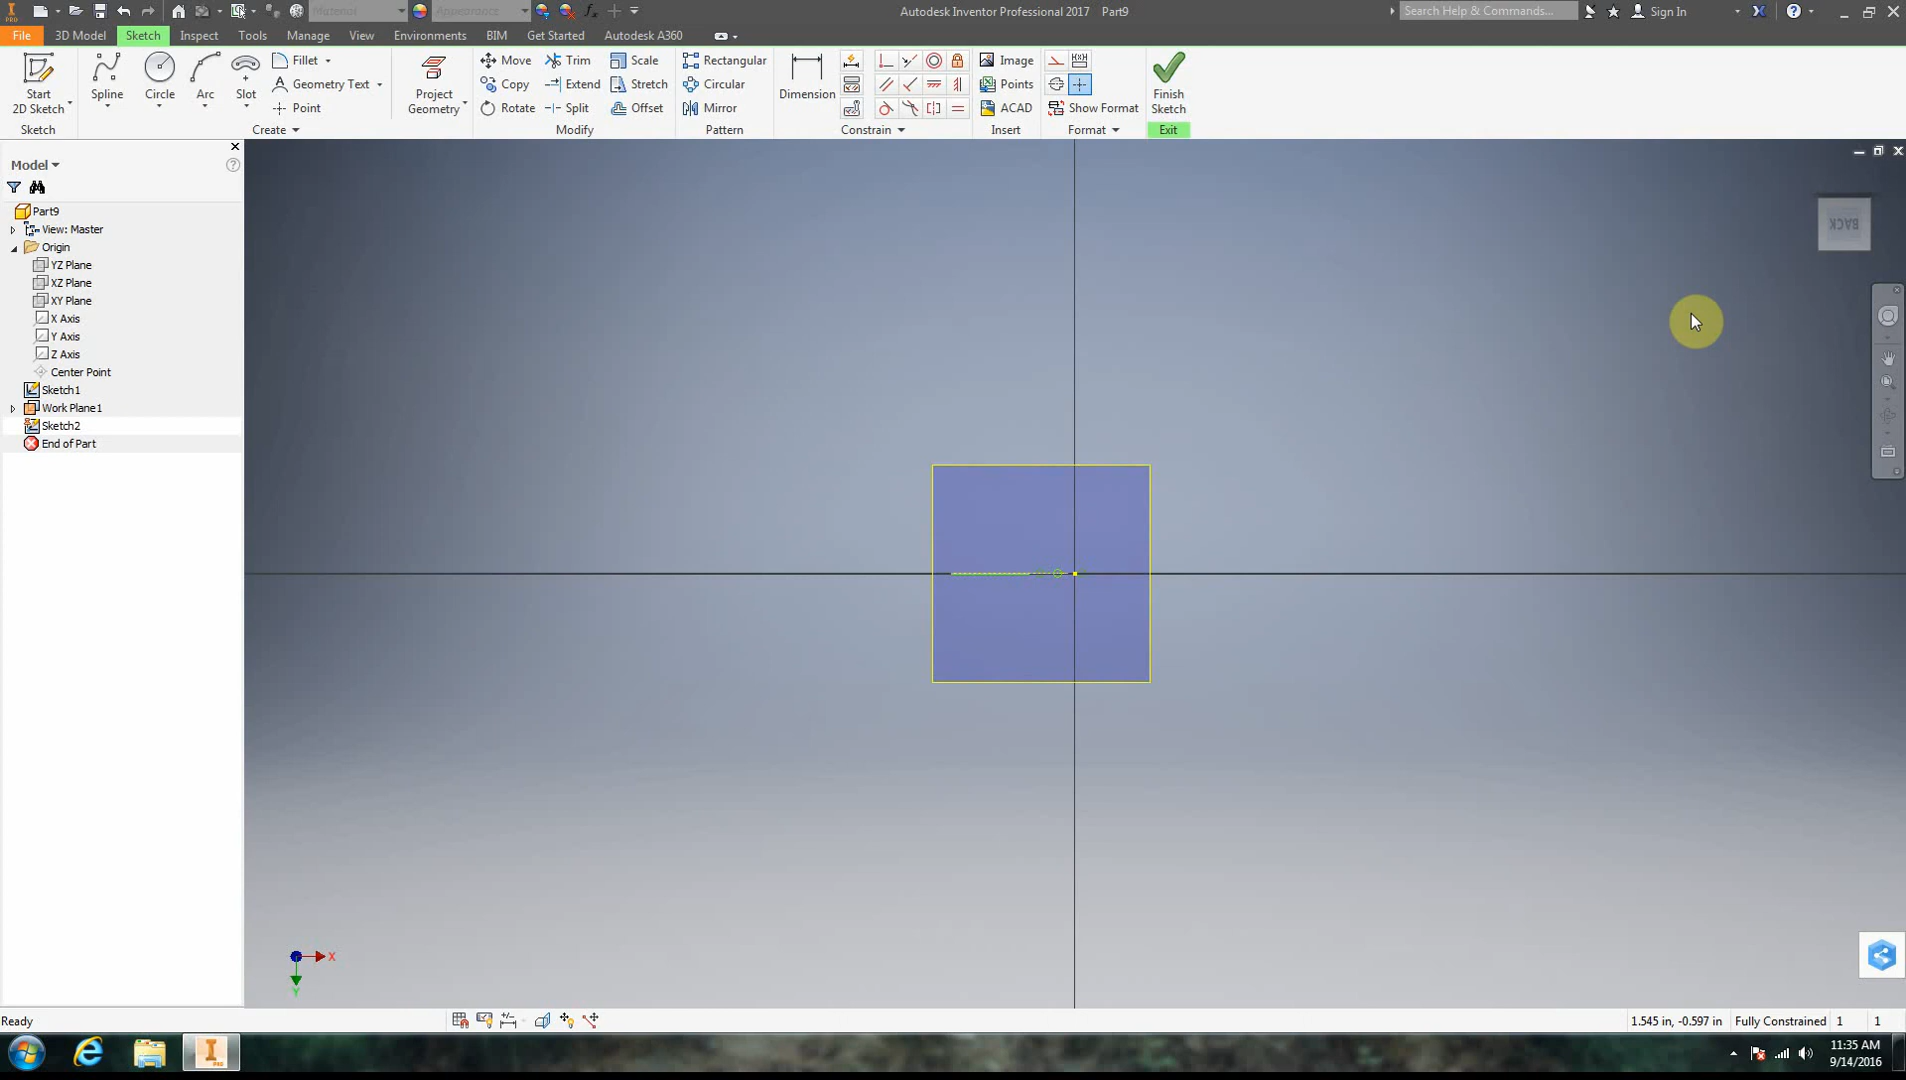 Material
Appearance
Autodesk Inventor Professional 2017 Part9
Search Help & Commands...
Sign In
PRO
File
3D Model
Sketch
Inspect
Tools
Manage
View
Environments
BIM
Get Started
Autodesk A360
Start
2D Sketch
Sketch
Spline
Circle
Arc
Slot
Fillet
Geometry Text
Point
Create
Project
Geometry
Move
Copy
Rotate
Trim
Extend
Split
Scale
Stretch
Offset
Modify
Rectangular
Circular
Mirror
Pattern
Dimension
Constrain
Image
Points
ACAD
Insert
Show Format
Format
Finish
Sketch
Exit
Model
Part9
View: Master
Origin
YZ Plane
XZ Plane
XY Plane
X Axis
Y Axis
Z Axis
Center Point
Sketch1
Work Plane1
Sketch2
End of Part
BACK
X
Y
Ready
1.545 in, -0.597 in
Fully Constrained
1
1
PRO
11:35 AM
9/14/2016